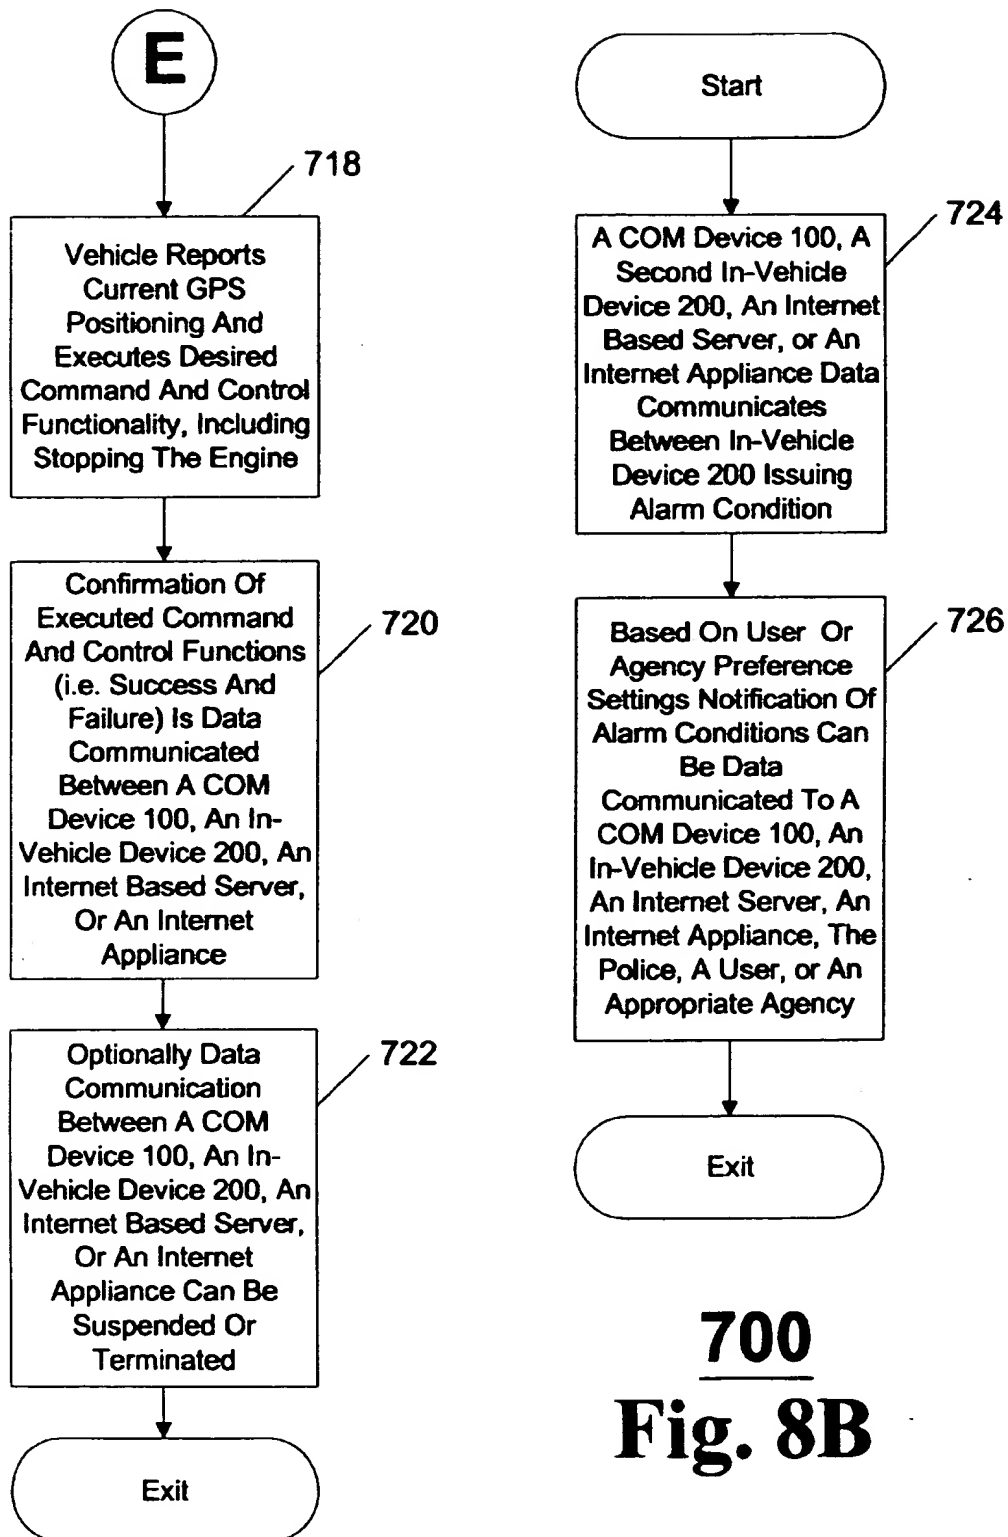 E
718
Vehicle Reports
Current GPS
Positioning And
Executes Desired
Command And Control
Functionality, Including
Stopping The Engine
720
Confirmation Of
Executed Command
And Control Functions
(i.e. Success And
Failure) Is Data
Communicated
Between A COM
Device 100, An In-
Vehicle Device 200, An
Internet Based Server,
Or An Internet
Appliance
722
Optionally Data
Communication
Between A COM
Device 100, An In-
Vehicle Device 200, An
Internet Based Server,
Or An Internet
Appliance Can Be
Suspended Or
Terminated
Exit
Start
724
A COM Device 100, A
Second In-Vehicle
Device 200, An Internet
Based Server, or An
Internet Appliance Data
Communicates
Between In-Vehicle
Device 200 Issuing
Alarm Condition
726
Based On User Or
Agency Preference
Settings Notification Of
Alarm Conditions Can
Be Data
Communicated To A
COM Device 100, An
In-Vehicle Device 200,
An Internet Server, An
Internet Appliance, The
Police, A User, or An
Appropriate Agency
Exit
700
Fig. 8B